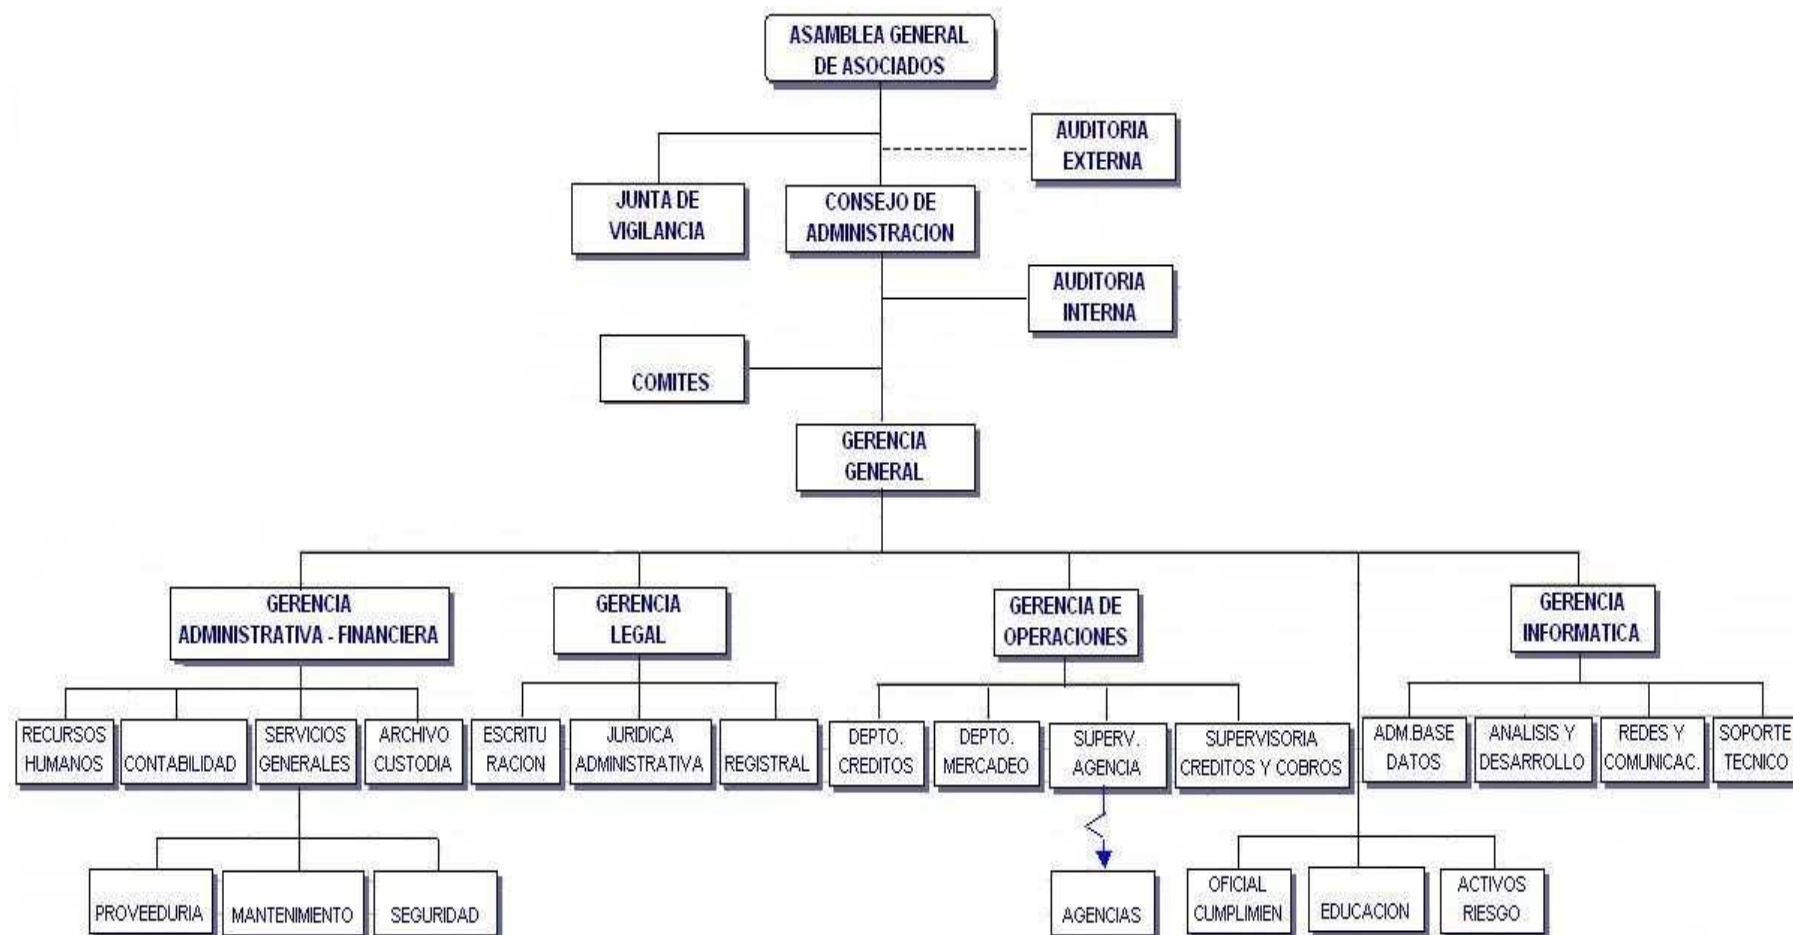 ASAMBLEA GENERAL
DE ASOCIADOS
AUDITORIA
EXTERNA
JUNTA DE
VIGILANCIA
CONSEJO DE
ADMINISTRACION
AUDITORIA
INTERNA
COMITES
GERENCIA
GENERAL
GERENCIA
ADMINISTRATIVA - FINANCIERA
GERENCIA
LEGAL
GERENCIA DE
OPERACIONES
GERENCIA
INFORMATICA
RECURSOS
HUMANOS
CONTABILIDAD
SERVICIOS
GENERALES
ARCHIVO
CUSTODIA
ESCRITU
RACION
JURIDICA
ADMINISTRATIVA
REGISTRAL
DEPTO.
CREDITOS
DEPTO.
MERCADEO
SUPERV.
AGENCIA
SUPERVISORIA
CREDITOS Y COBROS
ADM.BASE
DATOS
ANALISIS Y
DESARROLLO
REDES Y
COMUNICAC.
SOPORTE
TECNICO
PROVEEDURIA
MANTENIMIENTO
SEGURIDAD
AGENCIAS
OFICIAL
CUMPLIMIEN
EDUCACION
ACTIVOS
RIESGO